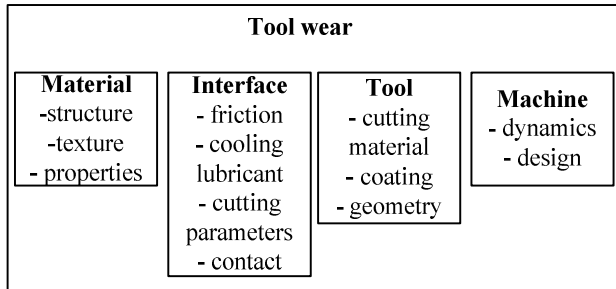 Tool wear
Material
-structure
-texture
- properties
Interface
- friction
- cooling
lubricant
- cutting
parameters
- contact
Tool
- cutting
material
- coating
- geometry
Machine
- dynamics
- design